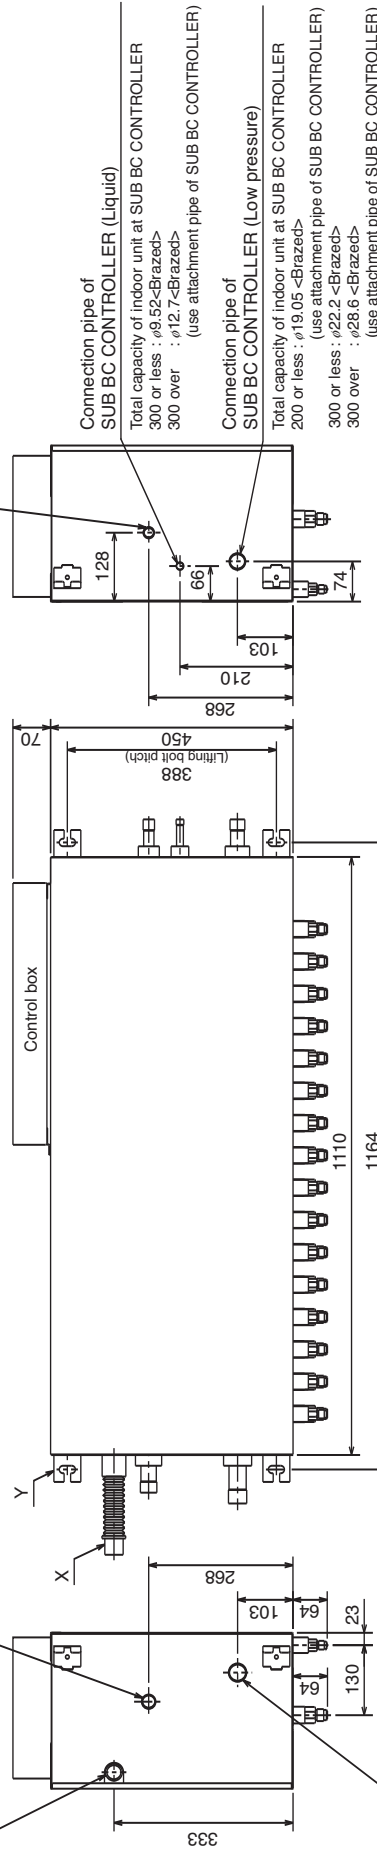 Connection pipe of
SUB BC CONTROLLER (Liquid)
Total capacity of indoor unit at SUB BC CONTROLLER
300 or less : ø9.52<Brazed>
300 over : ø12.7<Brazed>
(use attachment pipe of SUB BC CONTROLLER)
Connection pipe of
SUB BC CONTROLLER (Low pressure)
Total capacity of indoor unit at SUB BC CONTROLLER
200 or less : ø19.05 <Brazed>
(use attachment pipe of SUB BC CONTROLLER)
300 or less : ø22.2 <Brazed>
300 over : ø28.6 <Brazed>
(use attachment pipe of SUB BC CONTROLLER)
128
66
74
103
210
268
70
450
388
(Lifting bolt pitch)
Control box
1110
1164
Y
X
268
103
64
23
64
130
333